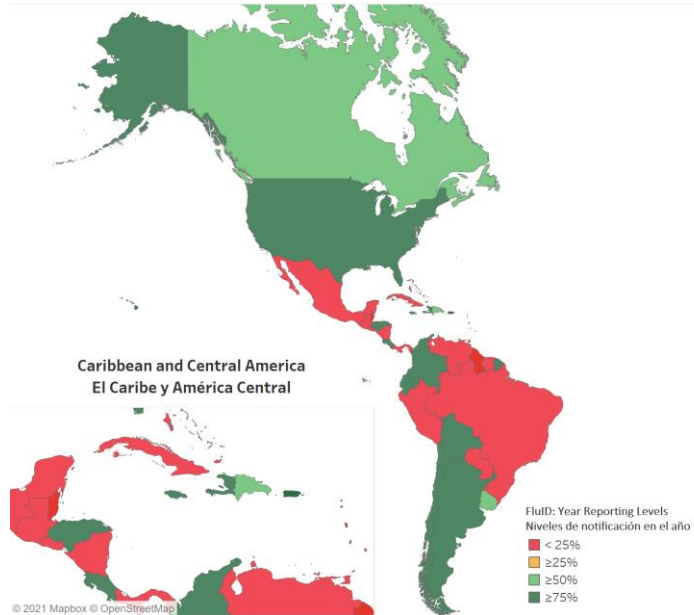 Caribbean and Central America
El Caribe y América Central
FluID: Year Reporting Levels
Niveles de notificación en el año
< 25%
≥25%
≥50%
≥75%
© 2021 Mapbox © OpenStreetMap